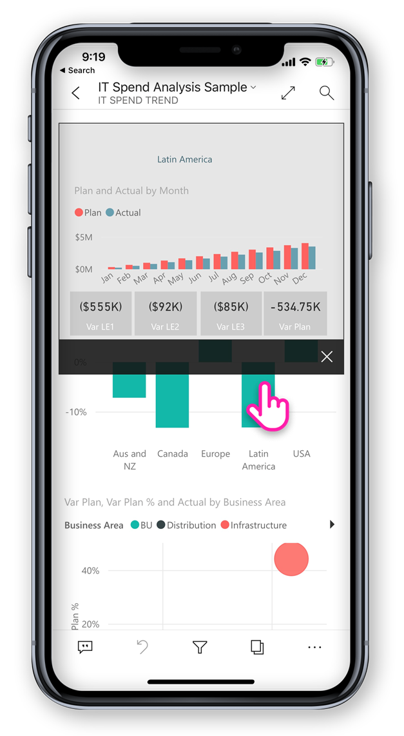 9:19
Search
IT Spend Analysis Sample
IT SPEND TREND
Latin America
Plan and Actual by Month
Plan Actual
$5M
$0M
Jan Feb Mar Apr May Jun Jul Aug Sep Oct Nov Dec
($555K) ($92K) ($85K) -534.75K
Var LE1 Var LE2 Var LE3 Var Plan
0%
-10%
Aus and NZ Canada Europe Latin America USA
Var Plan, Var Plan % and Actual by Business Area
Business Area BU Distribution Infrastructure
40%
20%
Plan %